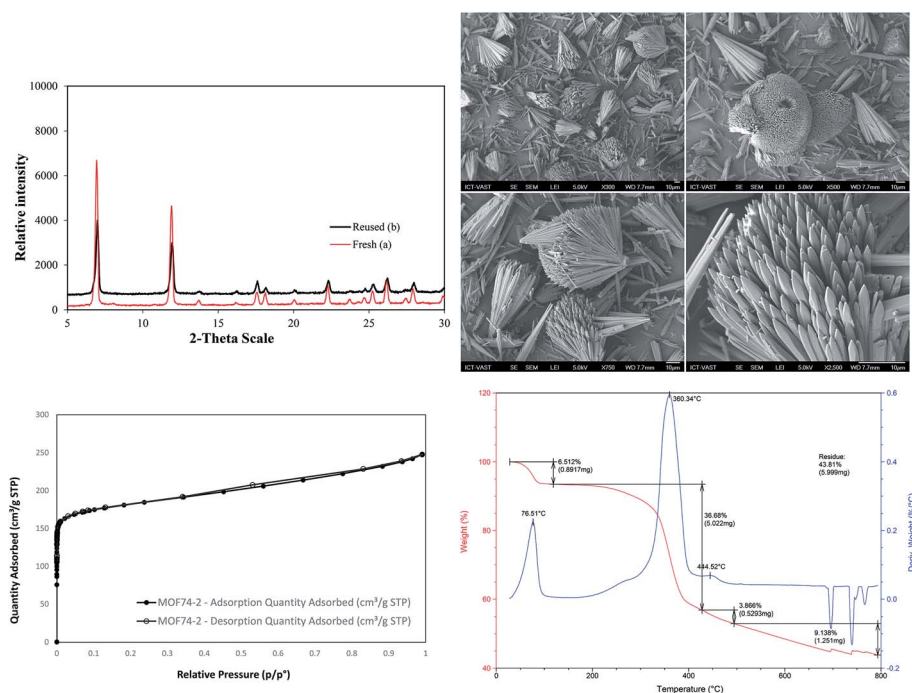 10000
8000
6000
4000
2000
0
Relative intensity
Reused (b)
Fresh (a)
5 10 15 20 25 30
2-Theta Scale
ICT-VAST SE SEM LEI 5.0kV X300 WD 7.7mm 10μm
ICT-VAST SE SEM LEI 5.0kV X500 WD 7.7mm 10μm
ICT-VAST SE SEM LEI 5.0kV X750 WD 7.7mm 10μm
ICT-VAST SE SEM LEI 5.0kV X2,500 WD 7.7mm 10μm
300
250
200
150
100
50
0
Quantity Adsorbed (cm³/g STP)
MOF74-2 - Adsorption Quantity Adsorbed (cm³/g STP)
MOF74-2 - Desorption Quantity Adsorbed (cm³/g STP)
0 0.1 0.2 0.3 0.4 0.5 0.6 0.7 0.8 0.9 1
Relative Pressure (p/p°)
120
100
80
60
40
Weight (%)
360.34°C
6.512%
(0.8917mg)
Residue:
43.81%
(5.999mg)
76.51°C
36.68%
(5.022mg)
444.52°C
3.866%
(0.5293mg)
9.138%
(1.251mg)
0.6
0.4
0.2
0.0
-0.2
Deriv. Weight (%/°C)
0 200 400 600 800
Temperature (°C)